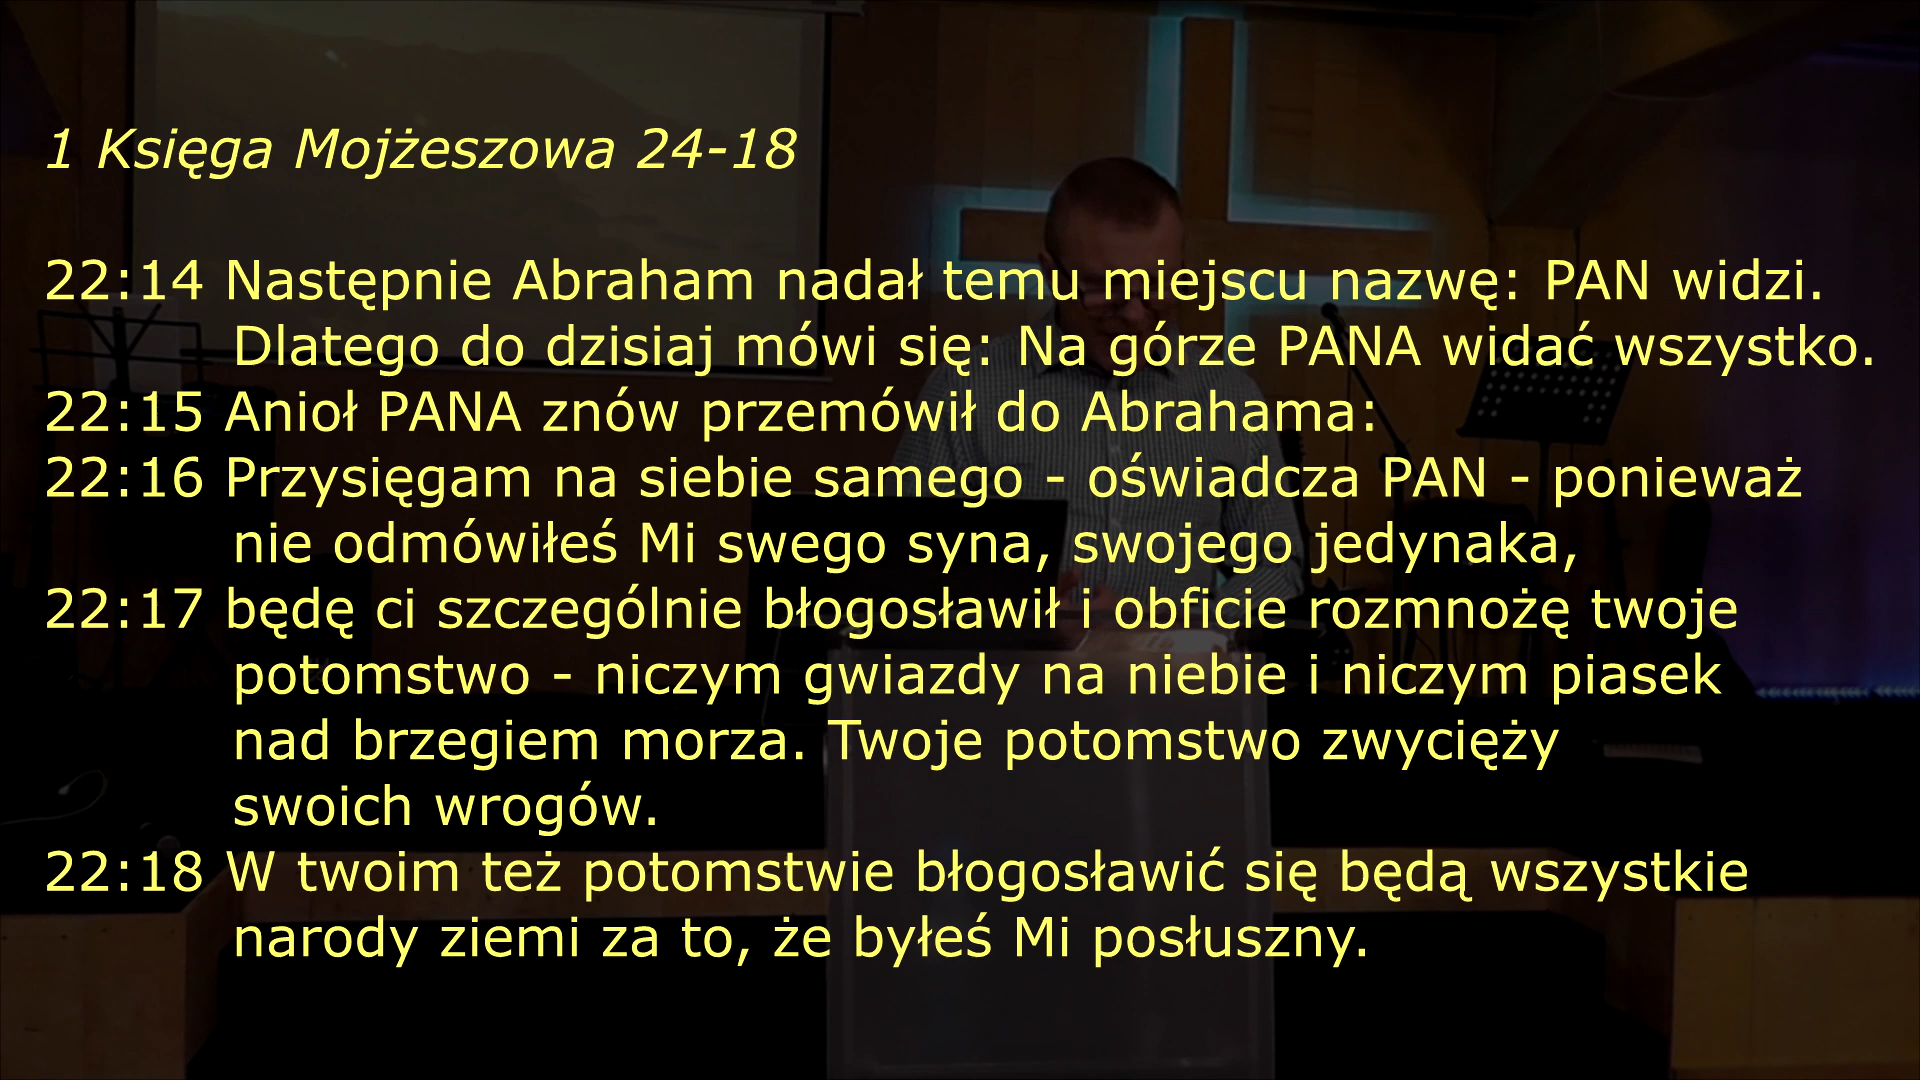 1 Księga Mojżeszowa 24-18
22:14 Następnie Abraham nadał temu miejscu nazwę: PAN widzi.
Dlatego do dzisiaj mówi się: Na górze PANA widać wszystko.
22:15 Anioł PANA znów przemówił do Abrahama:
22:16 Przysięgam na siebie samego - oświadcza PAN - ponieważ
nie odmówiłeś Mi swego syna, swojego jedynaka,
22:17 będę ci szczególnie błogosławił i obficie rozmnożę twoje
potomstwo - niczym gwiazdy na niebie i niczym piasek
nad brzegiem morza. Twoje potomstwo zwycięży
swoich wrogów.
22:18 W twoim też potomstwie błogosławić się będą wszystkie
narody ziemi za to, że byłeś Mi posłuszny.